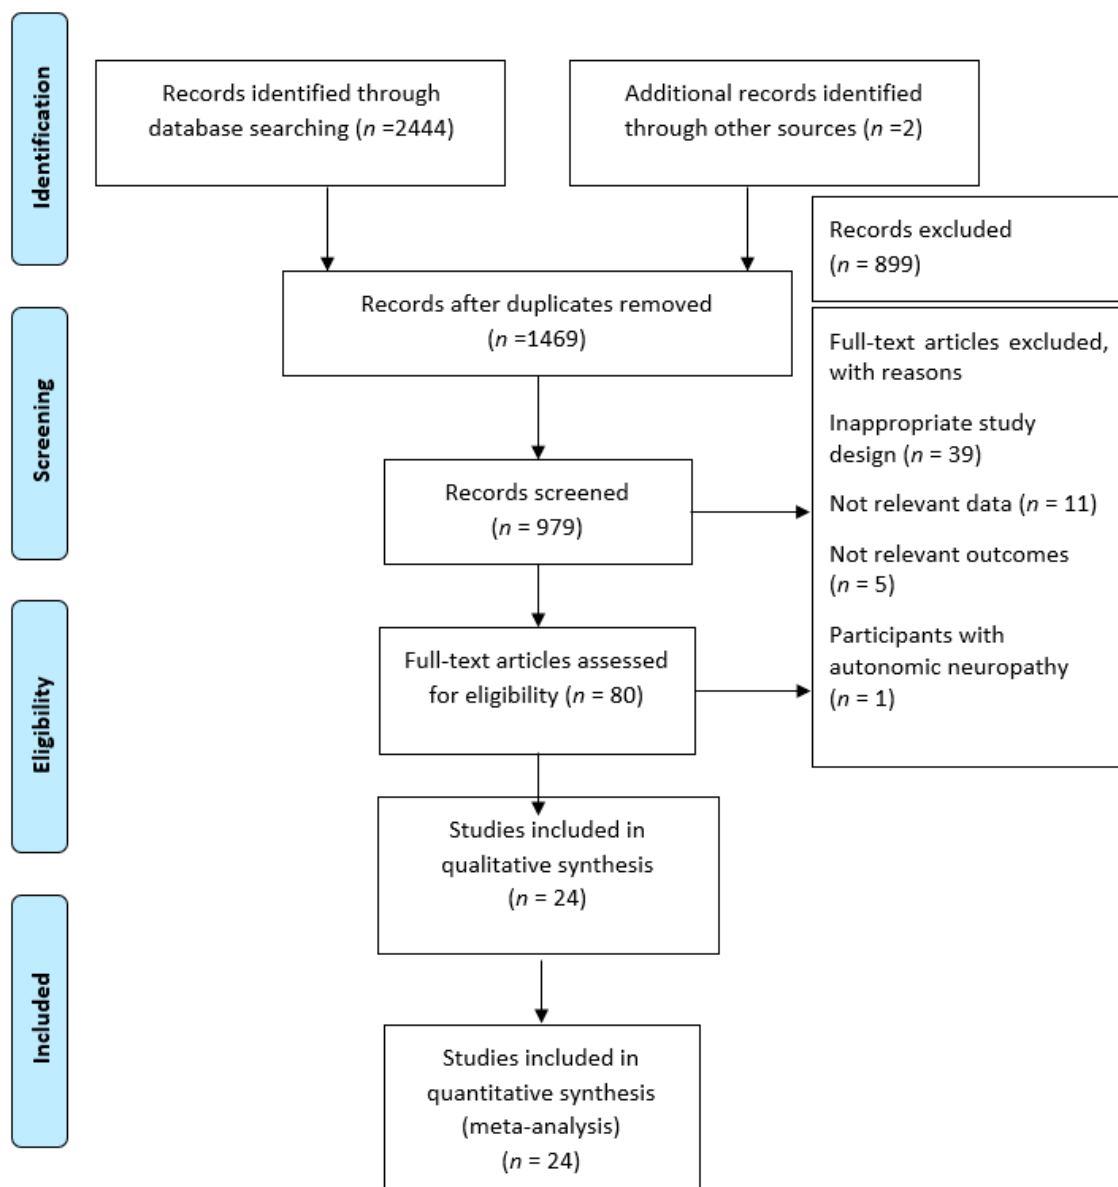 Identification
Records identified through
database searching (n =2444)
Additional records identified
through other sources (n =2)
Records excluded
(n = 899)
Records after duplicates removed
(n =1469)
Screening
Full-text articles excluded,
with reasons
Inappropriate study
design (n = 39)
Not relevant data (n = 11)
Not relevant outcomes
(n = 5)
Participants with
autonomic neuropathy
(n = 1)
Records screened
(n = 979)
Eligibility
Full-text articles assessed
for eligibility (n = 80)
Studies included in
qualitative synthesis
(n = 24)
Included
Studies included in
quantitative synthesis
(meta-analysis)
(n = 24)